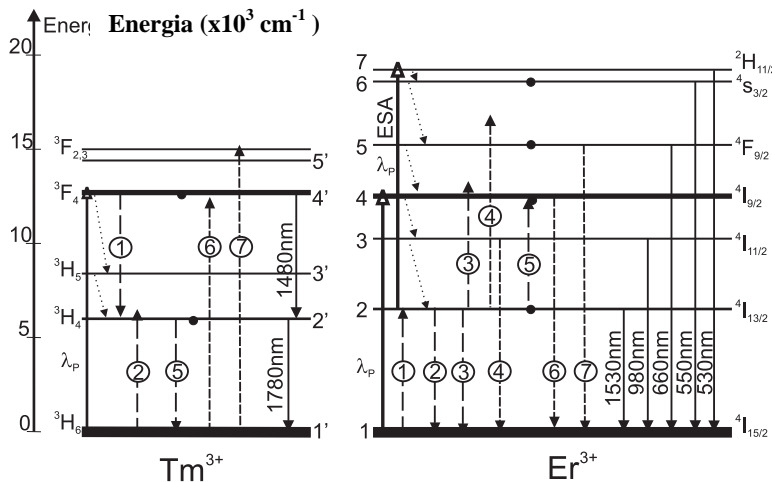 Energ Energia (x10³ cm⁻¹ )
20
15
10
5
0
³F₂,₃
5'
³F₄
4'
³H₅
3'
³H₄
2'
³H₆
1'
λₚ
① ② ⑤ ⑥ ⑦
1480nm
1780nm
Tm³⁺
7 ²H₁₁/₂
6 ⁴S₃/₂
5 ⁴F₉/₂
4 ⁴I₉/₂
3 ⁴I₁₁/₂
2 ⁴I₁₃/₂
1 ⁴I₁₅/₂
ESA
λₚ
λₚ
④
③ ⑤
① ② ③ ④ ⑥ ⑦
1530nm
980nm
660nm
550nm
530nm
Er³⁺